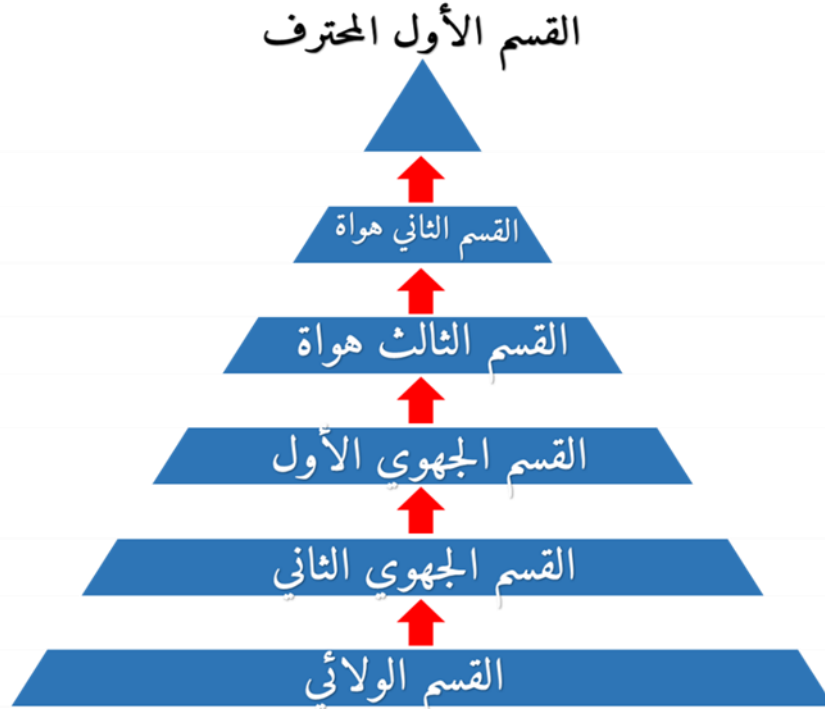 القسم الأول المحترف
القسم الثاني هواة
القسم الثالث هواة
القسم الجهوي الأول
القسم الجهوي الثاني
القسم الولائي